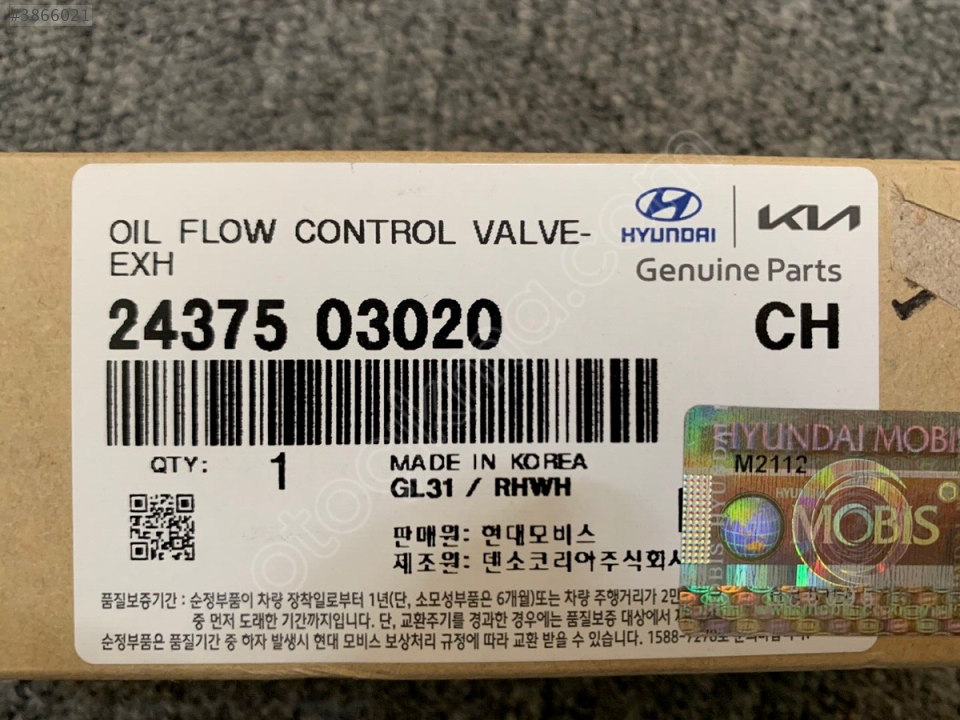 #3866021
OIL FLOW CONTROL VALVE-
EXH
HYUNDAI
KIA
Genuine Parts
24375 03020
CH
QTY: 1
MADE IN KOREA
GL31 / RHWH
판매원: 현대모비스
제조원: 덴소코리아주식회사
품질보증기간 : 순정부품이 차량 장착일로부터 1년(단, 소모성부품은 6개월)또는 차량 주행거리가 2만
중 먼저 도래한 기간까지입니다. 단, 교환주기를 경과한 경우에는 품질보증 대상에서
순정부품은 품질기간 중 하자 발생시 현대 모비스 보상처리 규정에 따라 교환 받을 수 있습니다.
HYUNDAI MOBIS
M2112
HYUNDAI
MOBIS
otocikma.com